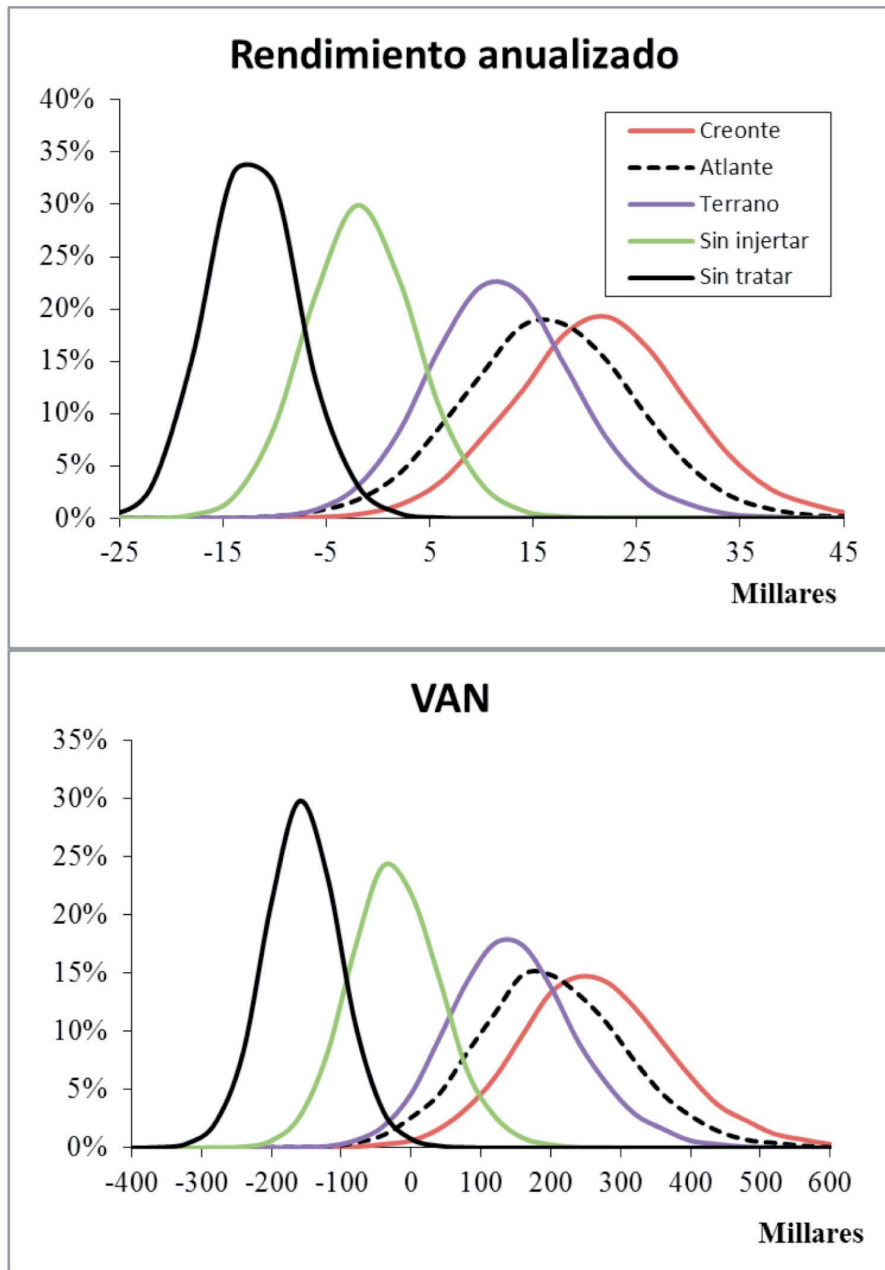 Rendimiento anualizado
40%
35%
30%
25%
20%
15%
10%
5%
0%
Creonte
Atlante
Terrano
Sin injertar
Sin tratar
-25 -15 -5 5 15 25 35 45
Millares
VAN
35%
30%
25%
20%
15%
10%
5%
0%
-400 -300 -200 -100 0 100 200 300 400 500 600
Millares